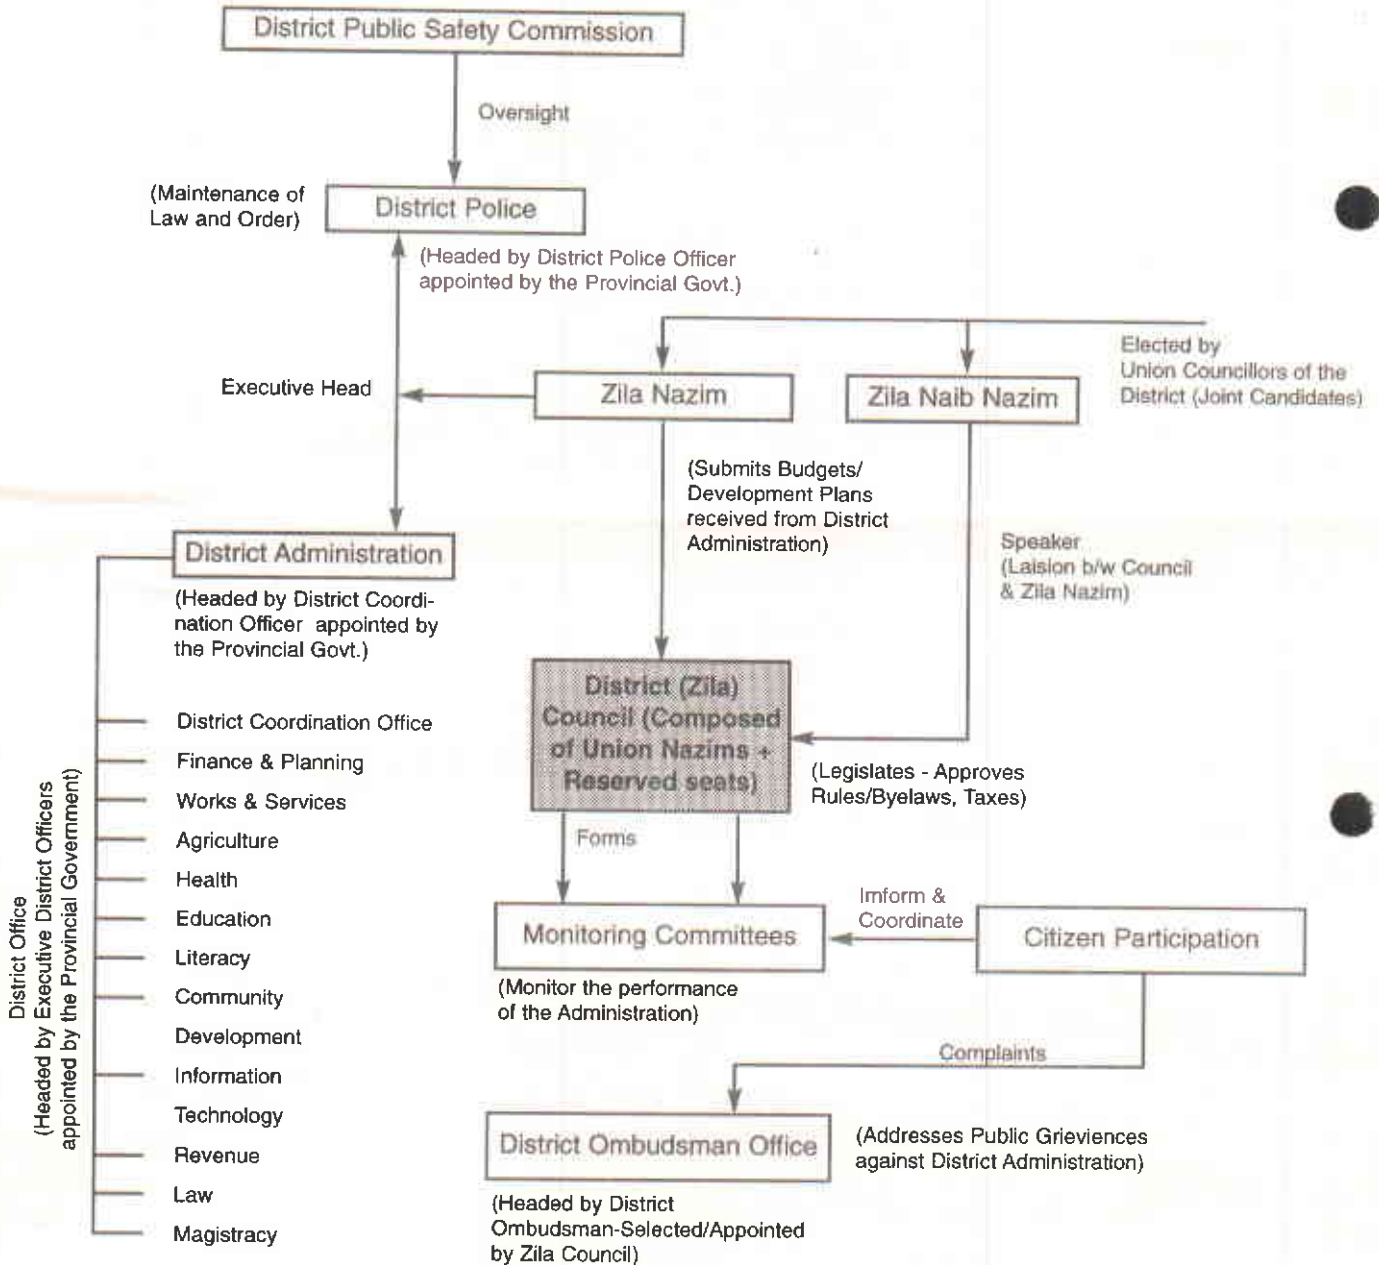 District Public Safety Commission
Oversight
(Maintenance of
Law and Order)
District Police
(Headed by District Police Officer
appointed by the Provincial Govt.)
Elected by
Union Councillors of the
District (Joint Candidates)
Executive Head
Zila Nazim
Zila Naib Nazim
(Submits Budgets/
Development Plans
received from District
Administration)
Speaker
(Laision b/w Council
& Zila Nazim)
District Administration
(Headed by District Coordi-
nation Officer appointed by
the Provincial Govt.)
District (Zila)
Council (Composed
of Union Nazims +
Reserved seats)
(Legislates - Approves
Rules/Byelaws, Taxes)
District Office
(Headed by Executive District Officers
appointed by the Provincial Government)
District Coordination Office
Finance & Planning
Works & Services
Agriculture
Health
Education
Literacy
Community
Development
Information
Technology
Revenue
Law
Magistracy
Forms
Monitoring Committees
(Monitor the performance
of the Administration)
Imform &
Coordinate
Citizen Participation
Complaints
District Ombudsman Office
(Addresses Public Grieviences
against District Administration)
(Headed by District
Ombudsman-Selected/Appointed
by Zila Council)